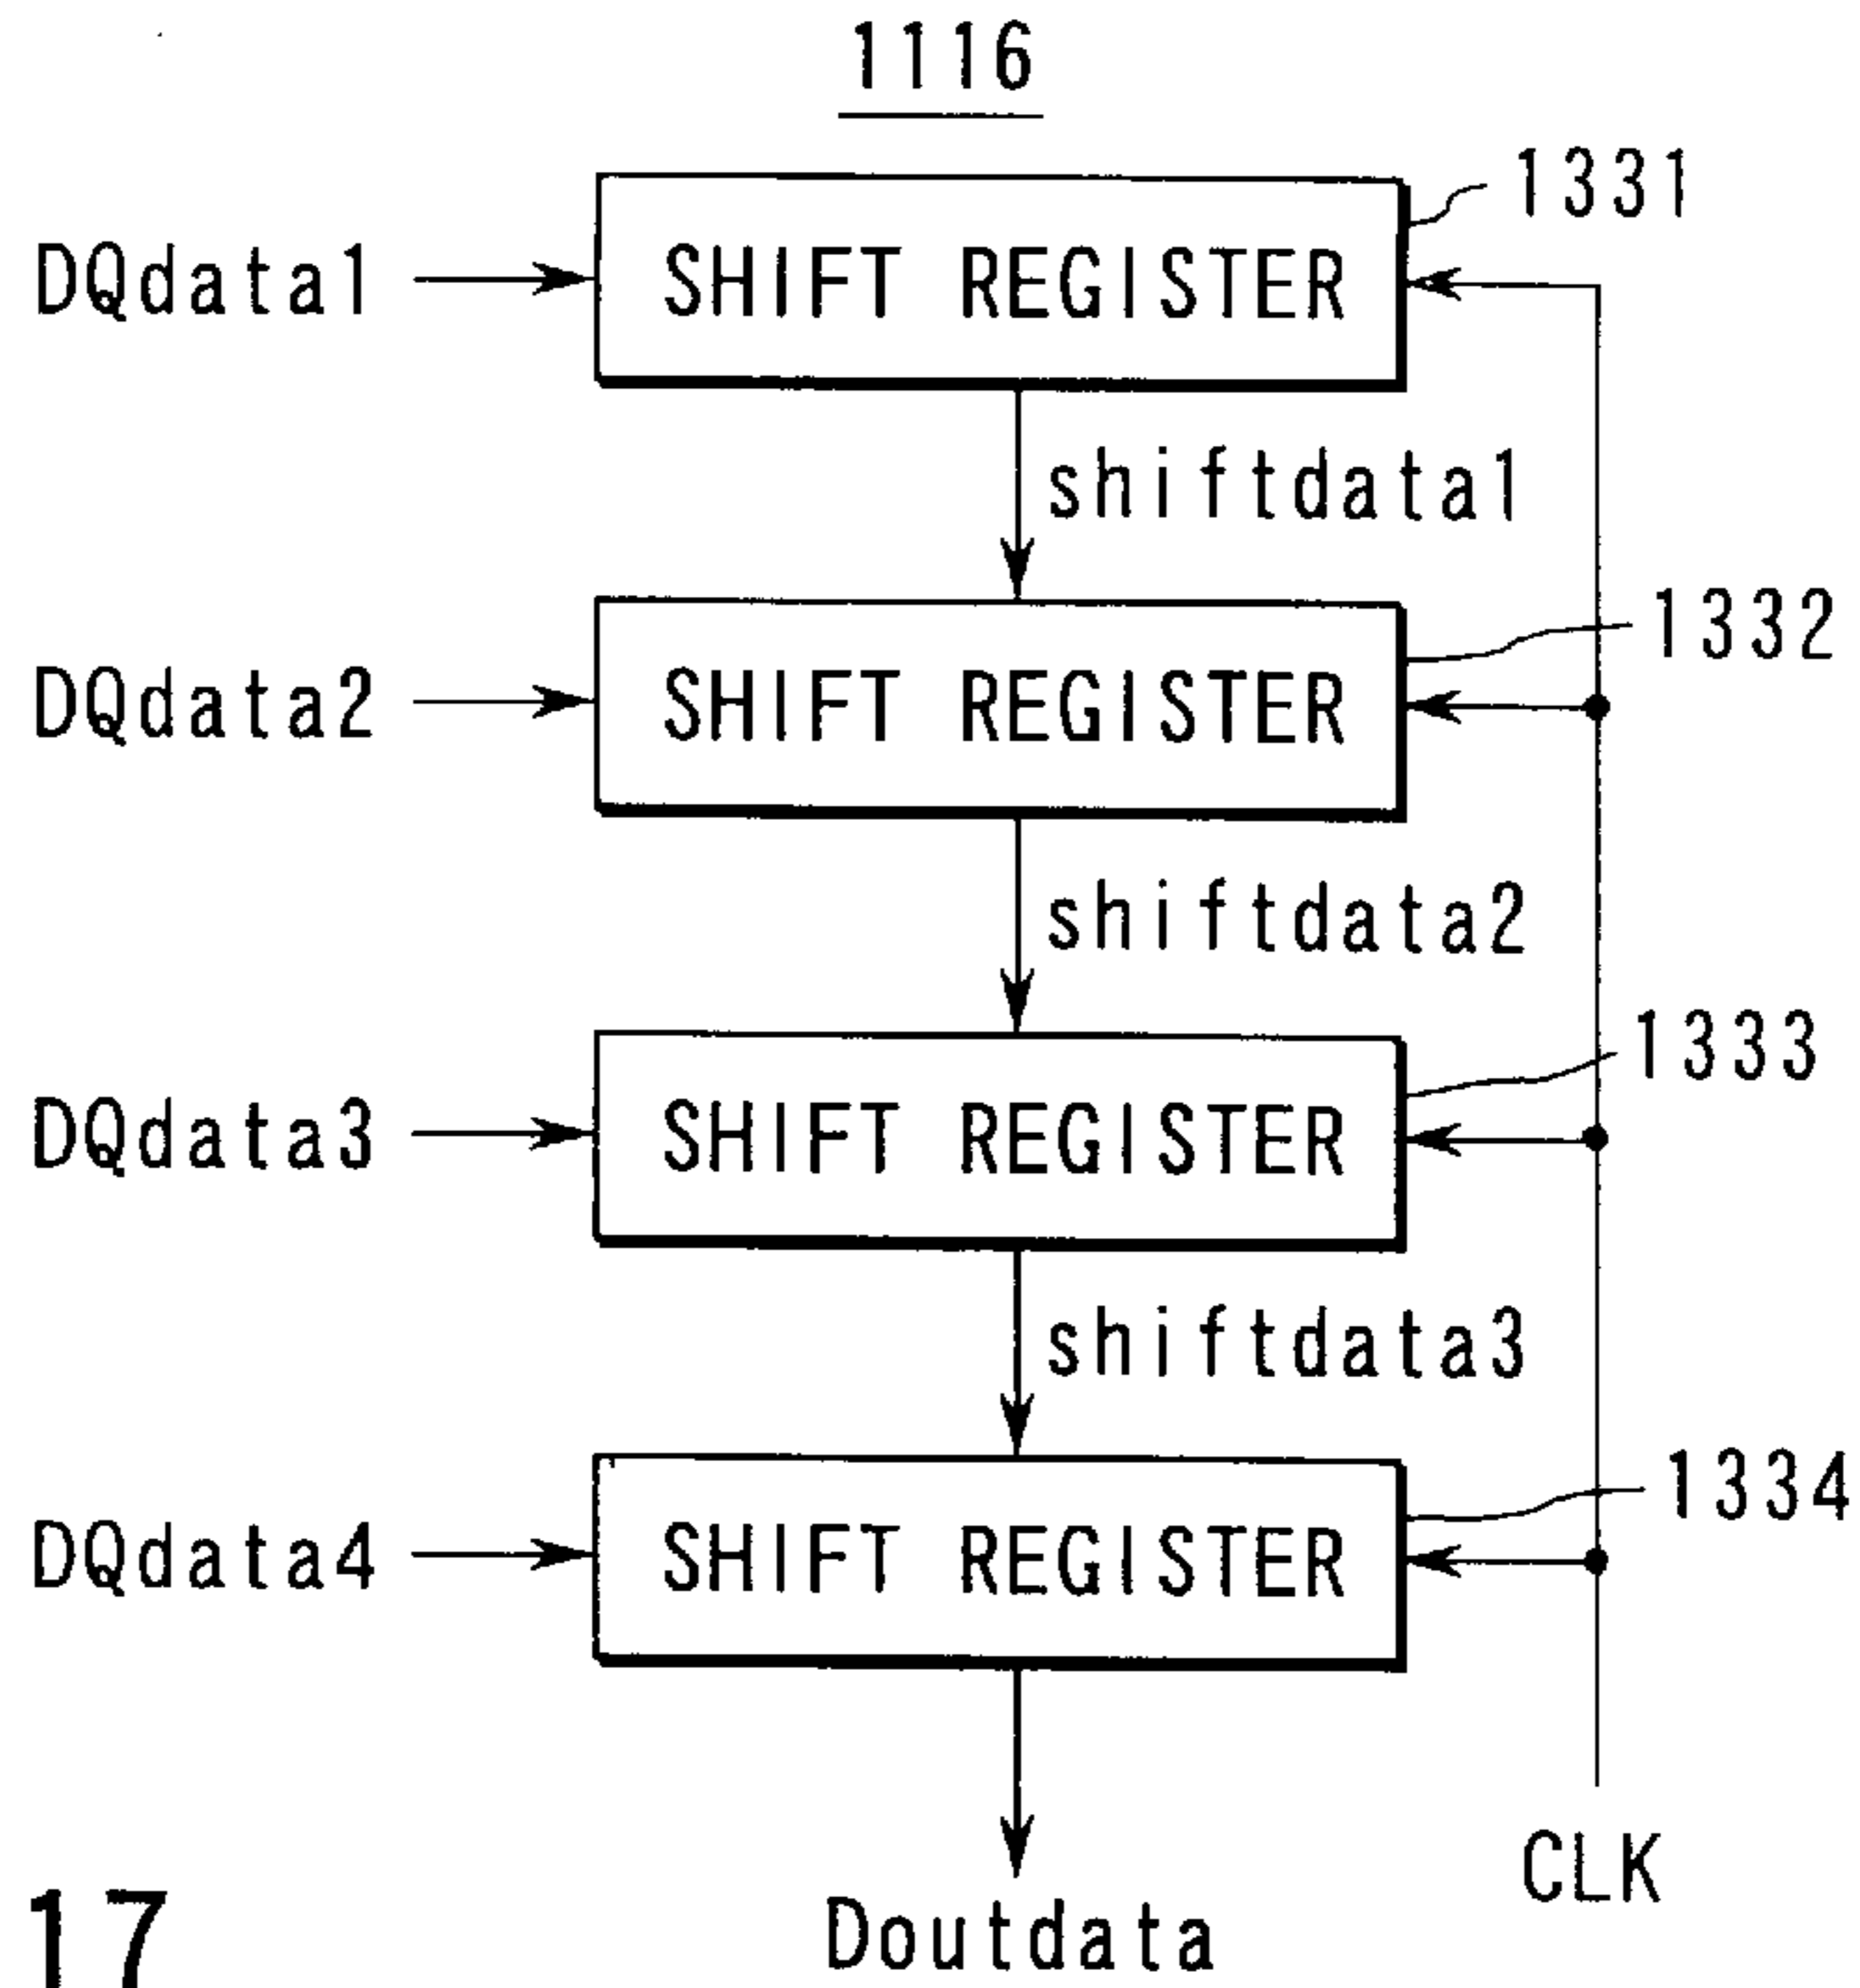 1116
1331
DQdata1
SHIFT REGISTER
shiftdata1
1332
DQdata2
SHIFT REGISTER
shiftdata2
1333
DQdata3
SHIFT REGISTER
shiftdata3
1334
DQdata4
SHIFT REGISTER
CLK
Doutdata
17